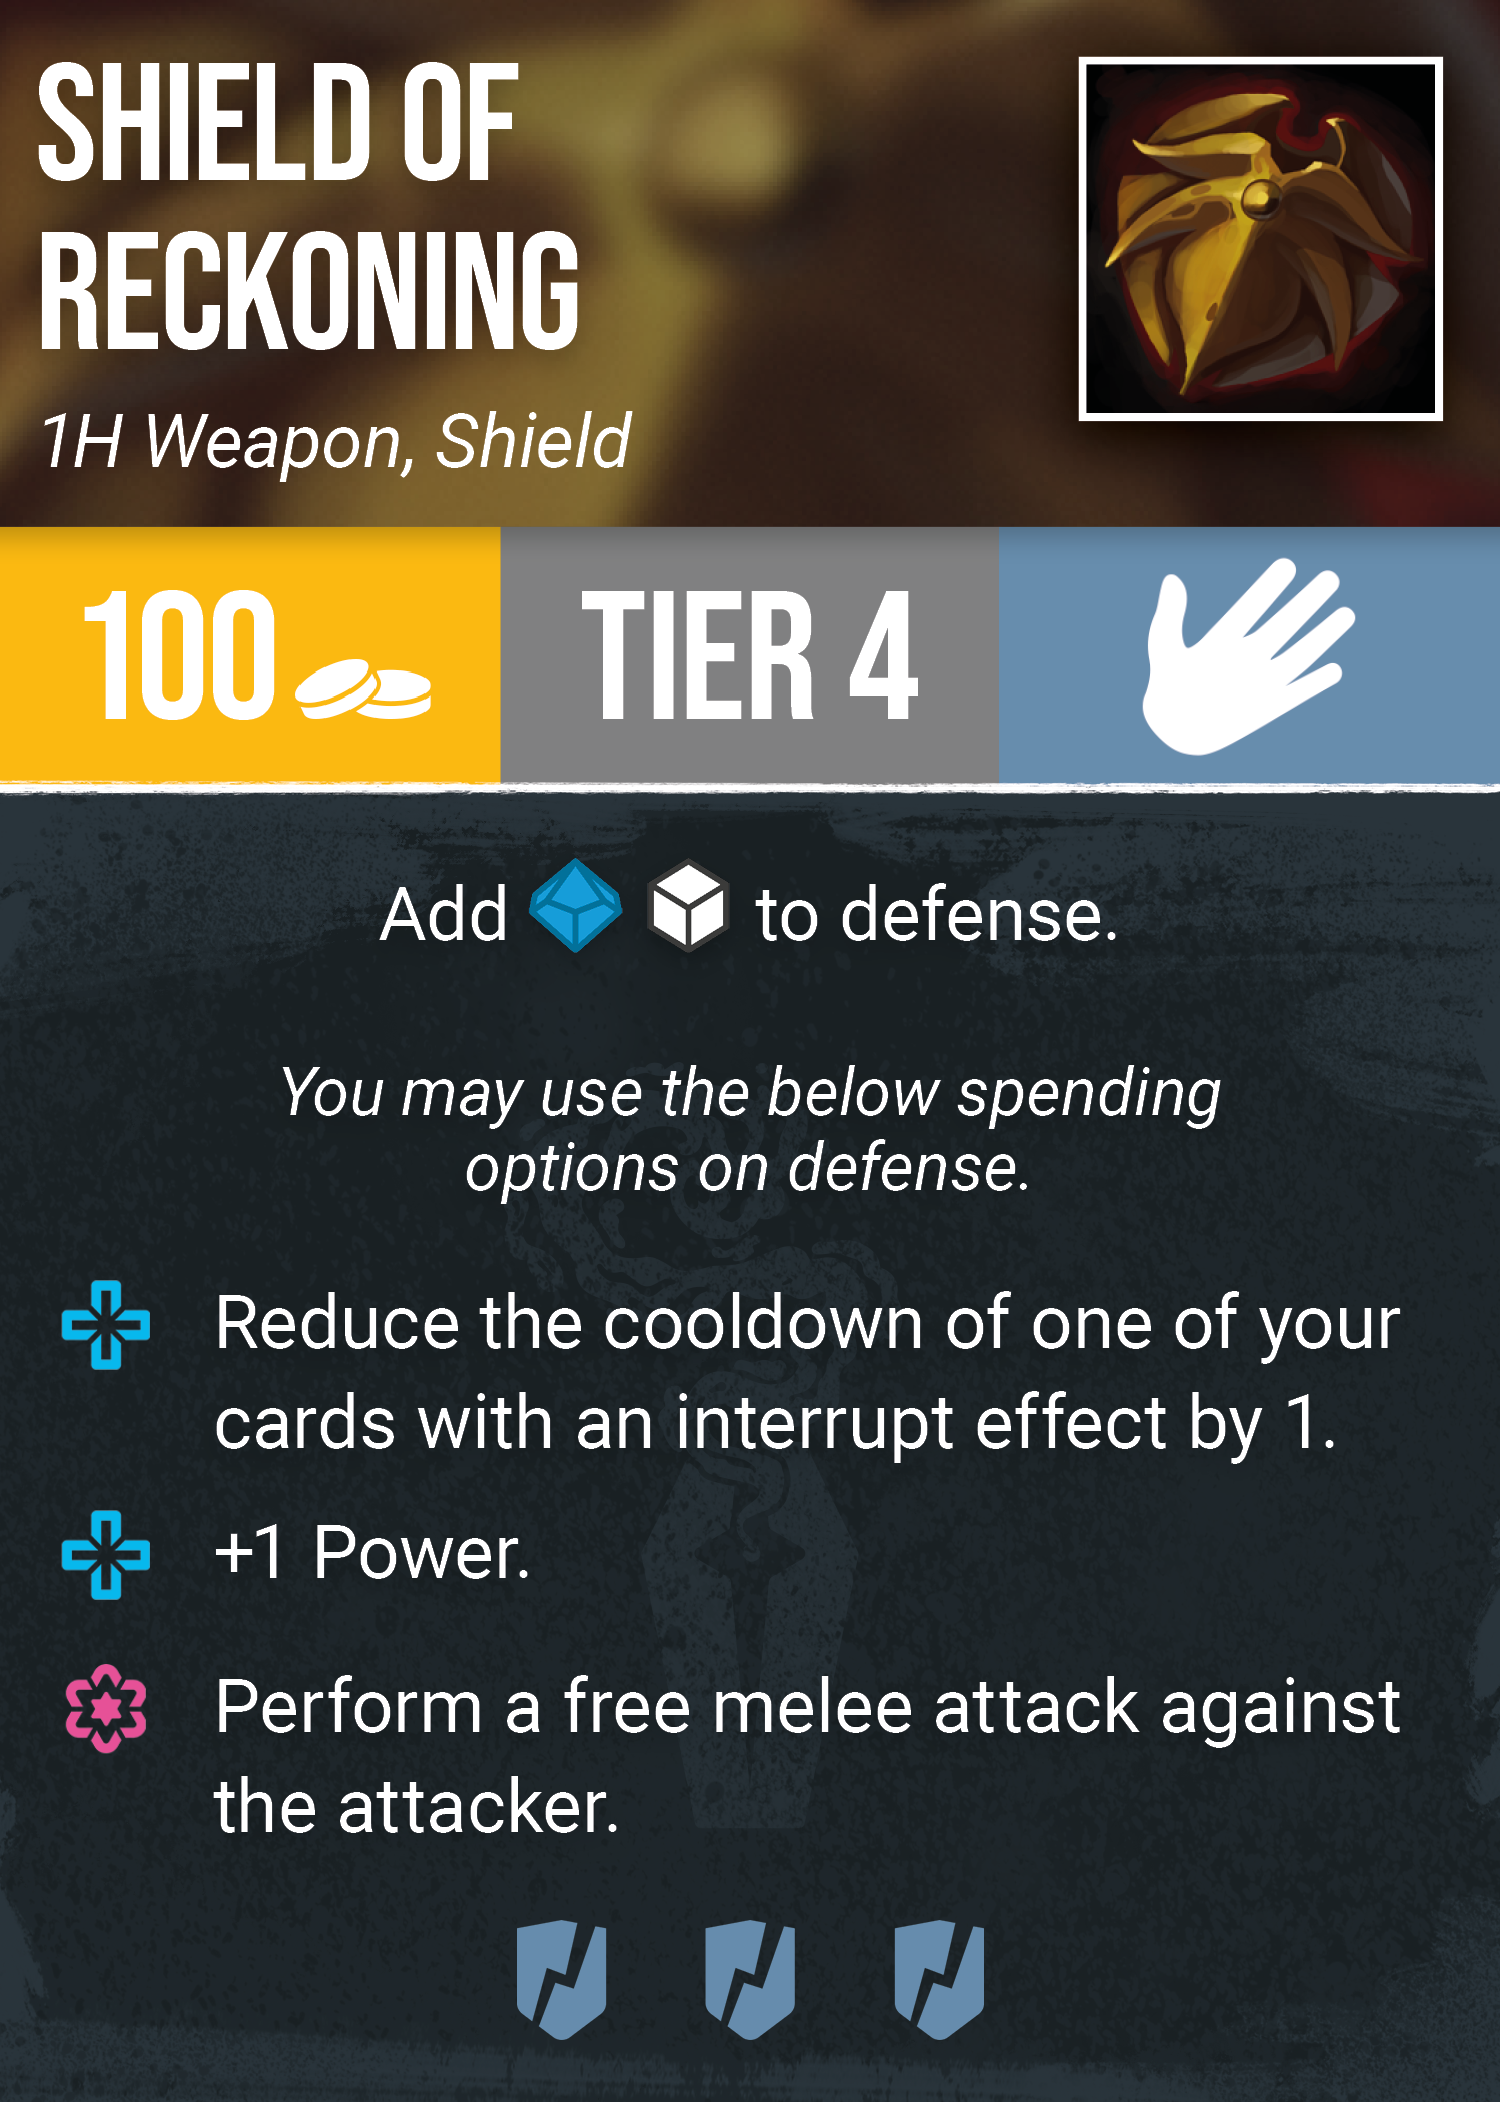 SHIELD OF
RECKONING
1H Weapon, Shield
100
TIER 4
Add to defense.
You may use the below spending
options on defense.
Reduce the cooldown of one of your
cards with an interrupt effect by 1.
+1 Power.
Perform a free melee attack against
the attacker.